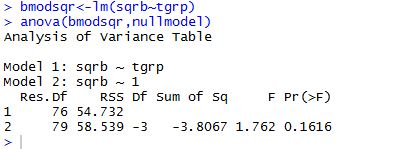 > bmodsqr<-lm(sqrb~tgrp)
> anova(bmodsqr,nullmodel)
Analysis of Variance Table

Model 1: sqrb ~ tgrp
Model 2: sqrb ~ 1
  Res.Df    RSS Df Sum of Sq     F Pr(>F)
1     76 54.732
2     79 58.539 -3   -3.8067 1.762 0.1616
>